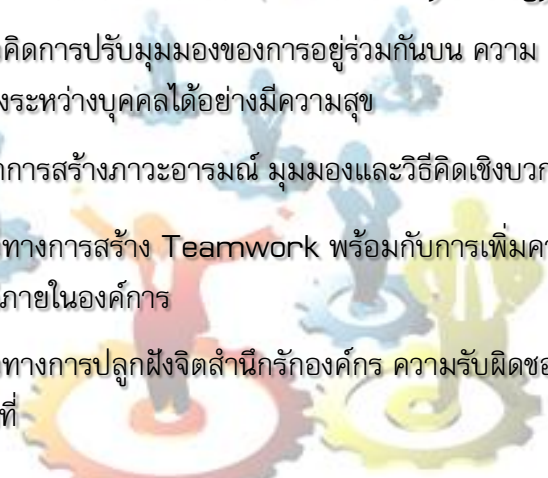 คิดการปรับมุมมองของการอยู่ร่วมกันบน ความ
ระหว่างบุคคลได้อย่างมีความสุข
การสร้างภาวะอารมณ์ มุมมองและวิธีคิดเชิงบวก
ทางการสร้าง Teamwork พร้อมกับการเพิ่ม
ภายในองค์การ
ทางการปลูกฝังจิตสำนึกรักองค์กร ความรับผิดชอ
ที่